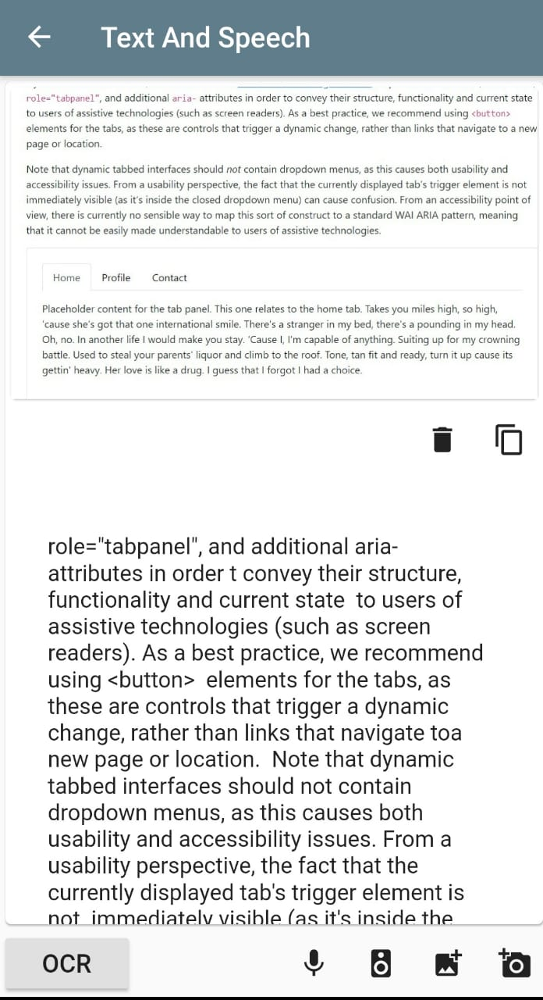 Text And Speech
role="tabpanel", and additional aria- attributes in order to convey their structure, functionality and current state
to users of assistive technologies (such as screen readers). As a best practice, we recommend using <button>
elements for the tabs, as these are controls that trigger a dynamic change, rather than links that navigate to a new
page or location.
Note that dynamic tabbed interfaces should not contain dropdown menus, as this causes both usability and
accessibility issues. From a usability perspective, the fact that the currently displayed tab's trigger element is not
immediately visible (as it's inside the closed dropdown menu) can cause confusion. From an accessibility point of
view, there is currently no sensible way to map this sort of construct to a standard WAI ARIA pattern, meaning
that it cannot be easily made understandable to users of assistive technologies.
Home Profile Contact
Placeholder content for the tab panel. This one relates to the home tab. Takes you miles high, so high,
'cause she's got that one international smile. There's a stranger in my bed, there's a pounding in my head.
Oh, no. In another life I would make you stay. 'Cause I, I'm capable of anything. Suiting up for my crowning
battle. Used to steal your parents' liquor and climb to the roof. Tone, tan fit and ready, turn it up cause its
gettin' heavy. Her love is like a drug. I guess that I forgot I had a choice.
role="tabpanel", and additional aria-
attributes in order t convey their structure,
functionality and current state  to users of
assistive technologies (such as screen
readers). As a best practice, we recommend
using <button>  elements for the tabs, as
these are controls that trigger a dynamic
change, rather than links that navigate toa
new page or location.  Note that dynamic
tabbed interfaces should not contain
dropdown menus, as this causes both
usability and accessibility issues. From a
usability perspective, the fact that the
currently displayed tab's trigger element is
not  immediately visible (as it's inside the
OCR